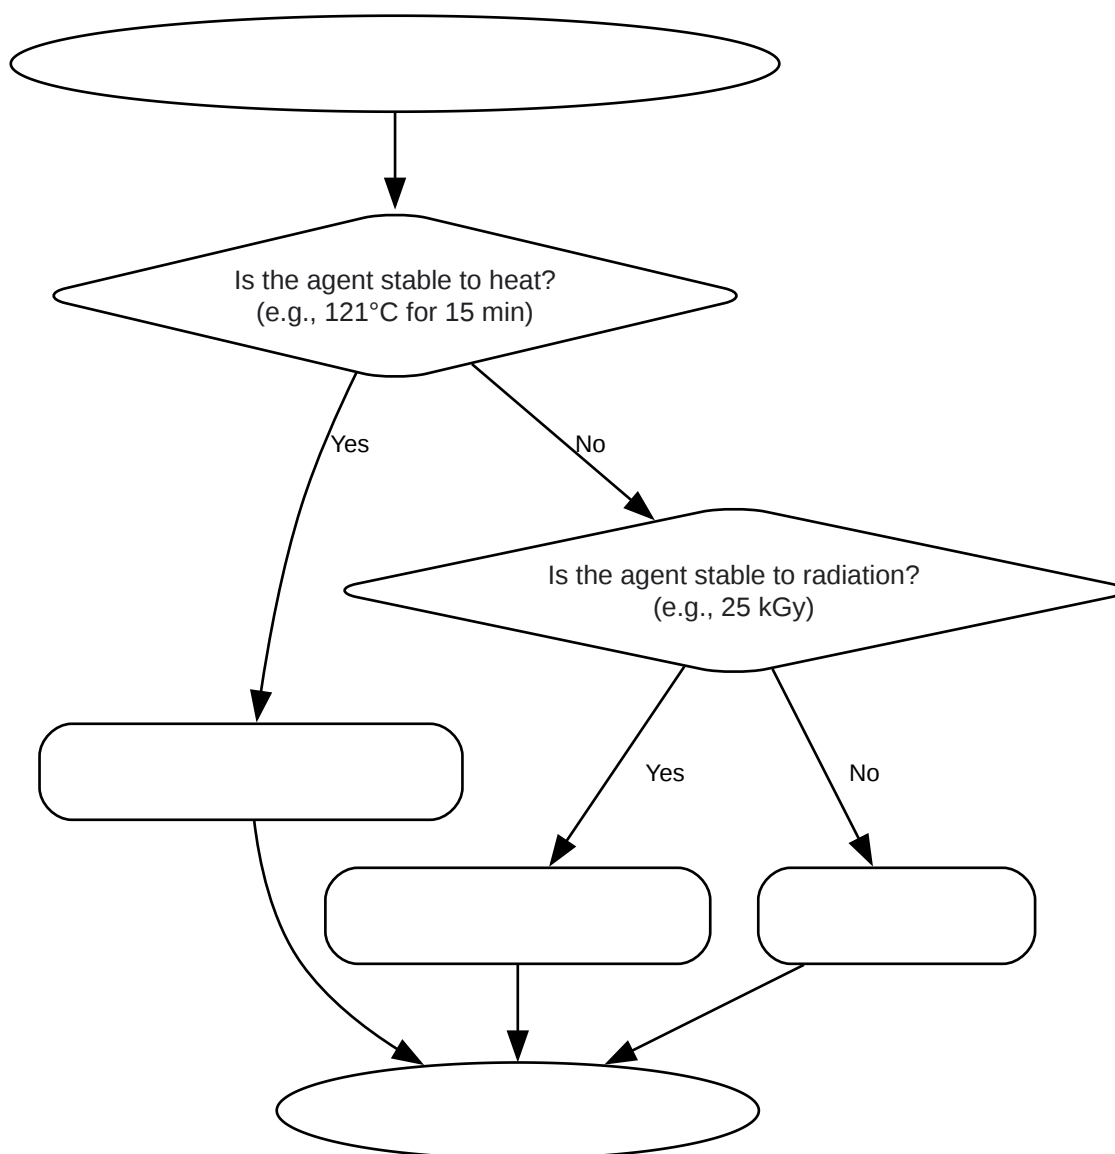 Is the agent stable to heat?
(e.g., 121°C for 15 min)
Yes
No
Is the agent stable to radiation?
(e.g., 25 kGy)
Yes
No